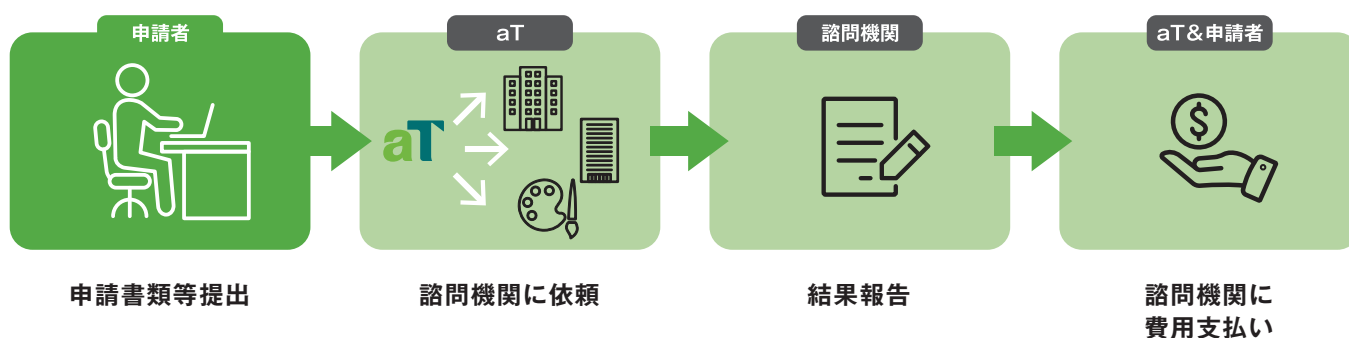 申請者
aT
諮問機関
aT&申請者
aT
申請書類等提出
諮問機関に依頼
結果報告
諮問機関に
費用支払い